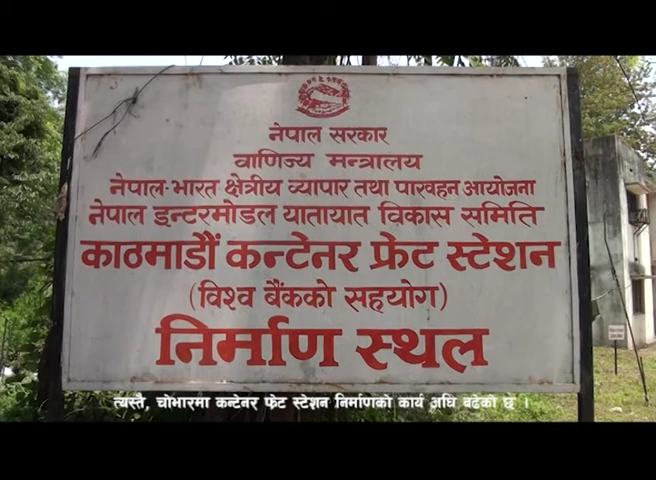 नेपाल सरकार
वाणिज्य मन्त्रालय
नेपाल-भारत क्षेत्रीय व्यापार तथा पारवहन आयोजना
नेपाल इन्टरमोडल यातायात विकास समिति
काठमाडौं कन्टेनर फ्रेट स्टेशन
(विश्व बैंकको सहयोग)
निर्माण स्थल
त्यस्तै, चोभारमा कन्टेनर फ्रेट स्टेशन निर्माणको कार्य अघि बढेको छ ।